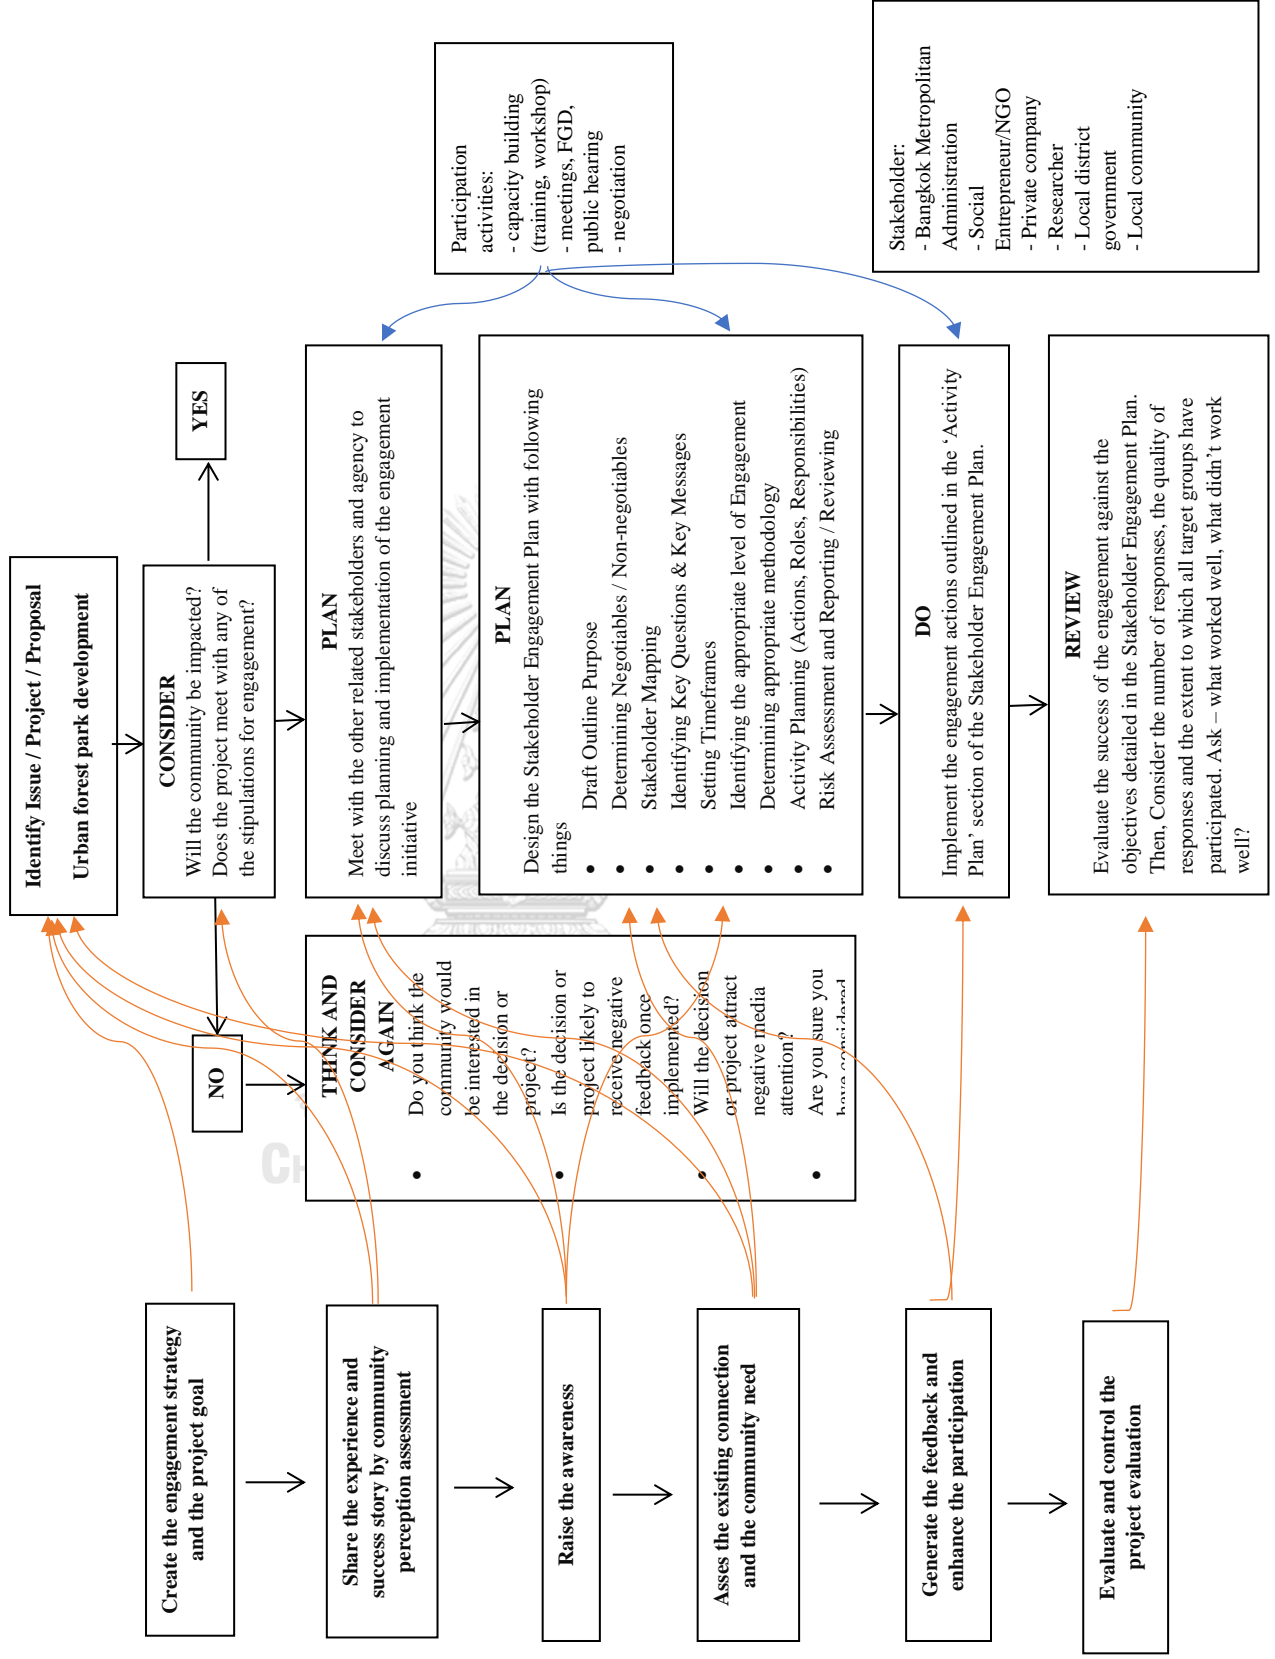 Identify Issue / Project / Proposal
Urban forest park development
CONSIDER
Will the community be impacted?
Does the project meet with any of
the stipulations for engagement?
YES
NO
THINK AND
CONSIDER
AGAIN
• Do you think the
community would
be interested in
the decision or
project?
• Is the decision or
project likely to
receive negative
feedback once
implemented?
• Will the decision
or project attract
negative media
attention?
• Are you sure you
have considered
PLAN
Meet with the other related stakeholders and agency to
discuss planning and implementation of the engagement
initiative
PLAN
Design the Stakeholder Engagement Plan with following
things
• Draft Outline Purpose
• Determining Negotiables / Non-negotiables
• Stakeholder Mapping
• Identifying Key Questions & Key Messages
• Setting Timeframes
• Identifying the appropriate level of Engagement
• Determining appropriate methodology
• Activity Planning (Actions, Roles, Responsibilities)
• Risk Assessment and Reporting / Reviewing
DO
Implement the engagement actions outlined in the ‘Activity
Plan’ section of the Stakeholder Engagement Plan.
REVIEW
Evaluate the success of the engagement against the
objectives detailed in the Stakeholder Engagement Plan.
Then, Consider the number of responses, the quality of
responses and the extent to which all target groups have
participated. Ask – what worked well, what didn’t work
well?
Participation
activities:
- capacity building
(training, workshop)
- meetings, FGD,
public hearing
- negotiation
Stakeholder:
- Bangkok Metropolitan
Administration
- Social
Entrepreneur/NGO
- Private company
- Researcher
- Local district
government
- Local community
Create the engagement strategy
and the project goal
Share the experience and
success story by community
perception assessment
Raise the awareness
Asses the existing connection
and the community need
Generate the feedback and
enhance the participation
Evaluate and control the
project evaluation